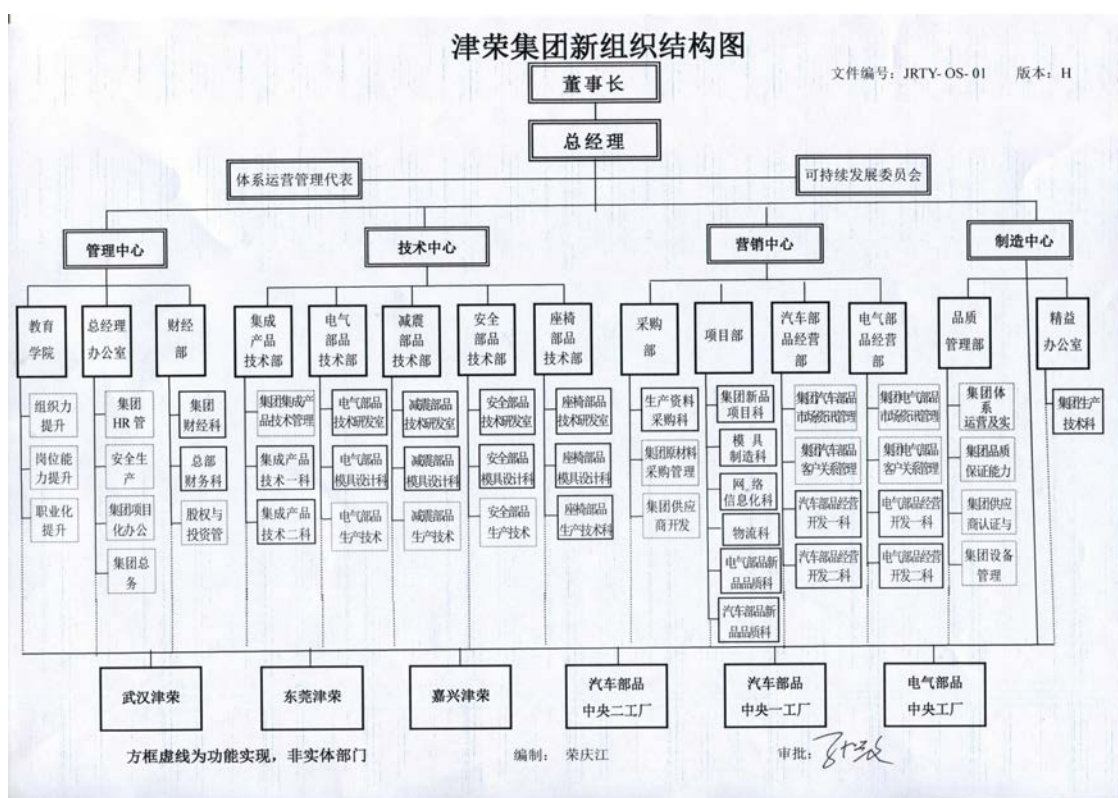 津荣集团新组织结构图
文件编号：JRTY-OS-01 版本：H
董事长
总经理
体系运营管理代表
可持续发展委员会
管理中心
技术中心
营销中心
制造中心
教育
学院
总经理
办公室
财经
部
集成
产品
技术部
电气
部品
技术部
减震
部品
技术部
安全
部品
技术部
座椅
部品
技术部
采购
部
项目部
汽车部
品经营
部
电气部
品经营
部
品质
管理部
精益
办公室
组织力
提升
岗位能
力提升
职业化
提升
集团
HR 管
安全生
产
集团项目
化办公
集团总
务
集团
财经科
总部
财务科
股权与
投资管
集团集成产
品技术管理
集成产品
技术一科
集成产品
技术二科
电气部品
技术研发室
电气部品
模具设计科
电气部品
生产技术
减震部品
技术研发室
减震部品
模具设计科
减震部品
生产技术
安全部品
技术研发室
安全部品
模具设计科
安全部品
生产技术
座椅部品
技术研发室
座椅部品
模具设计科
座椅部品
生产技术科
生产资料
采购科
集团原材料
采购管理
集团供应
商开发
集团新品
项目科
模 具
制造科
网 络
信息化科
物流科
电气部品新
品品质科
汽车部品新
品品质科
集团汽车部品
市场资讯管理
集团汽车部品
客户关系管理
汽车部品经营
开发一科
汽车部品经营
开发二科
集团电气部品
市场资讯管理
集团电气部品
客户关系管理
电气部品经营
开发一科
电气部品经营
开发二科
集团体
系
运营及实
集团品质
保证能力
集团供应
商认证与
集团设备
管理
集团生产
技术科
武汉津荣
东莞津荣
嘉兴津荣
汽车部品
中央二工厂
汽车部品
中央一工厂
电气部品
中央工厂
方框虚线为功能实现，非实体部门
编制： 荣庆江
审批：